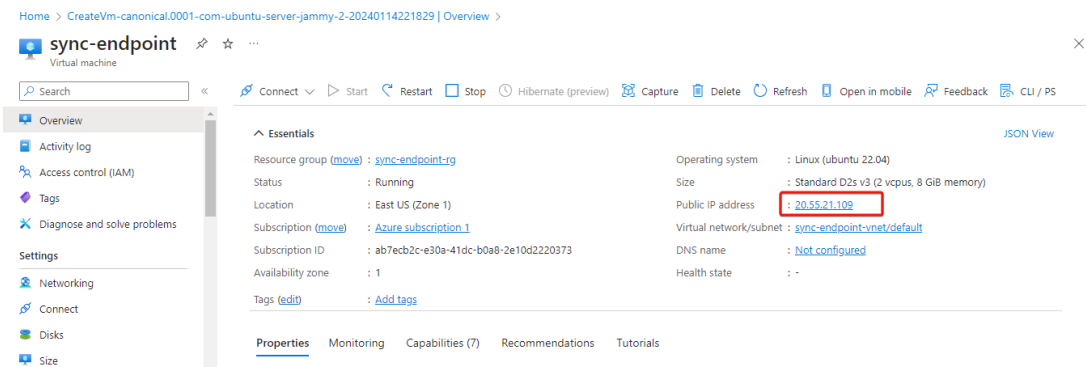 Home > CreateVm-canonical.0001-com-ubuntu-server-jammy-2-20240114221829 | Overview >
sync-endpoint
Virtual machine
Search
Connect Start Restart Stop Hibernate (preview) Capture Delete Refresh Open in mobile Feedback CLI / PS
Overview
Activity log
Access control (IAM)
Tags
Diagnose and solve problems
Settings
Networking
Connect
Disks
Size
Essentials
JSON View
Resource group (move) : sync-endpoint-rg
Status : Running
Location : East US (Zone 1)
Subscription (move) : Azure subscription 1
Subscription ID : ab7ecb2c-e30a-41dc-b0a8-2e10d2220373
Availability zone : 1
Tags (edit) : Add tags
Operating system : Linux (ubuntu 22.04)
Size : Standard D2s v3 (2 vcpus, 8 GiB memory)
Public IP address : 20.55.21.109
Virtual network/subnet : sync-endpoint-vnet/default
DNS name : Not configured
Health state : -
Properties Monitoring Capabilities (7) Recommendations Tutorials